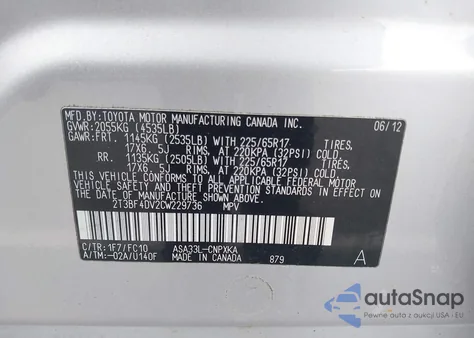 MFD.BY:TOYOTA MOTOR MANUFACTURING CANADA INC.
GVWR:2055KG (4535LB) 06/12
GAWR:FRT. 1145KG (2535LB) WITH 225/65R17 TIRES,
17X6.5J RIMS, AT 220KPA (32PSI) COLD.
RR. 1135KG (2505LB) WITH 225/65R17 TIRES,
17X6.5J RIMS, AT 220KPA (32PSI) COLD.
THIS VEHICLE CONFORMS TO ALL APPLICABLE FEDERAL MOTOR
VEHICLE SAFETY AND THEFT PREVENTION STANDARDS IN EFFECT ON
THE DATE OF MANUFACTURE SHOWN ABOVE.
2T3BF4DV2CW229736 MPV
C/TR:1F7/FC10 ASA33L-CNPXKA
A/TM:-02A/U140F MADE IN CANADA 879 A
autoSnap
by autobidmaster